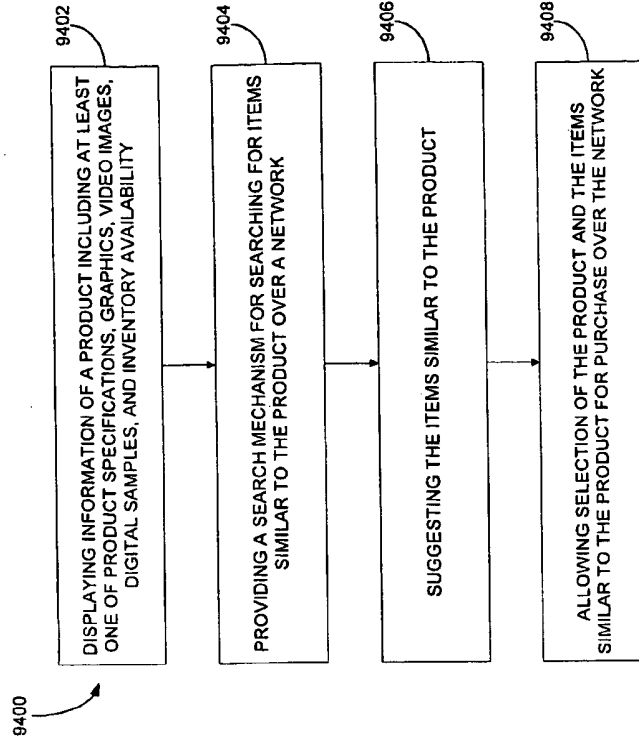 9400
9402
DISPLAYING INFORMATION OF A PRODUCT INCLUDING AT LEAST
ONE OF PRODUCT SPECIFICATIONS, GRAPHICS, VIDEO IMAGES,
DIGITAL SAMPLES, AND INVENTORY AVAILABILITY
9404
PROVIDING A SEARCH MECHANISM FOR SEARCHING FOR ITEMS
SIMILAR TO THE PRODUCT OVER A NETWORK
9406
SUGGESTING THE ITEMS SIMILAR TO THE PRODUCT
9408
ALLOWING SELECTION OF THE PRODUCT AND THE ITEMS
SIMILAR TO THE PRODUCT FOR PURCHASE OVER THE NETWORK